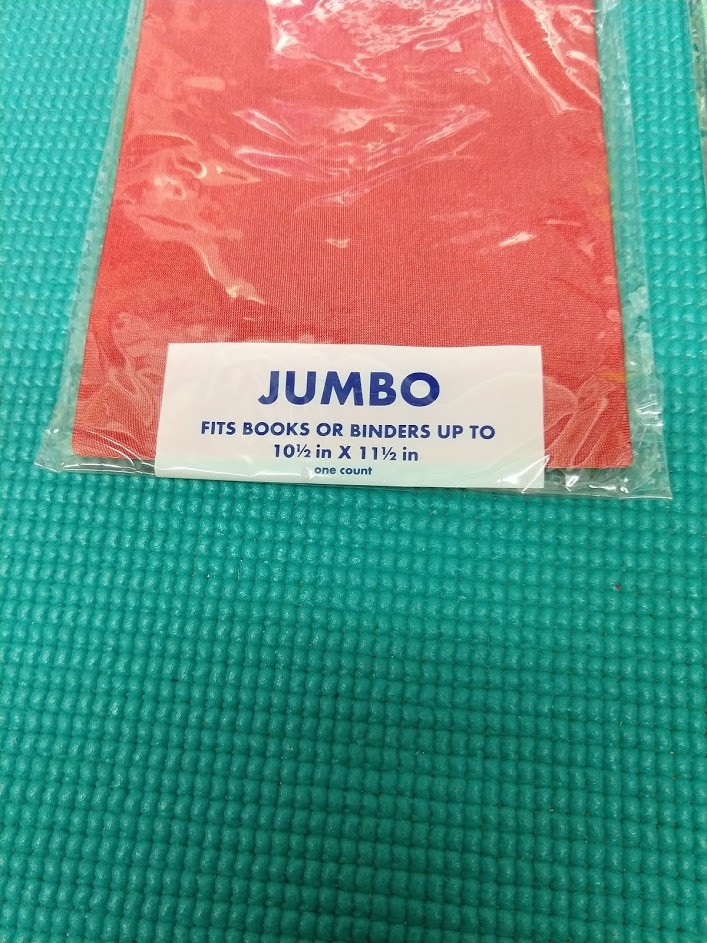 JUMBO
FITS BOOKS OR BINDERS UP TO
10½ in X 11½ in
one count